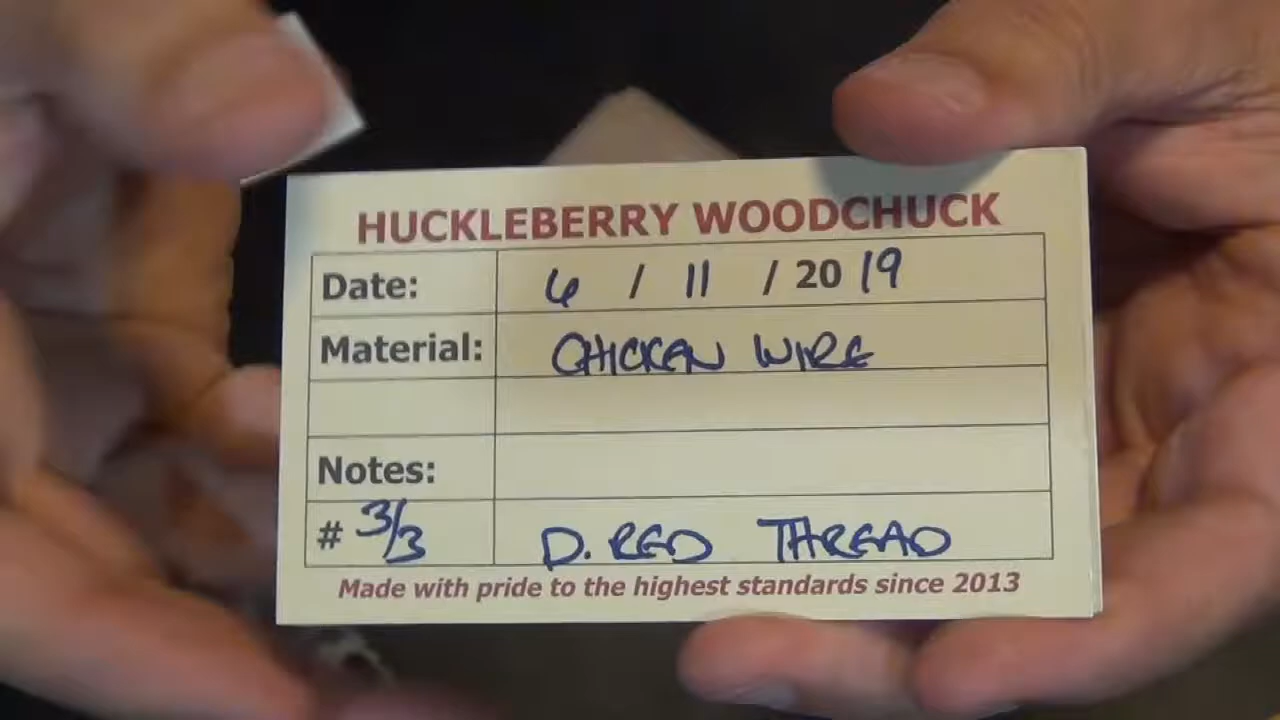 HUCKLEBERRY WOODCHUCK
Date: 6 / 11 / 2019
Material: CHICKEN WIRE
Notes:
# 3/3 D. RED THREAD
Made with pride to the highest standards since 2013